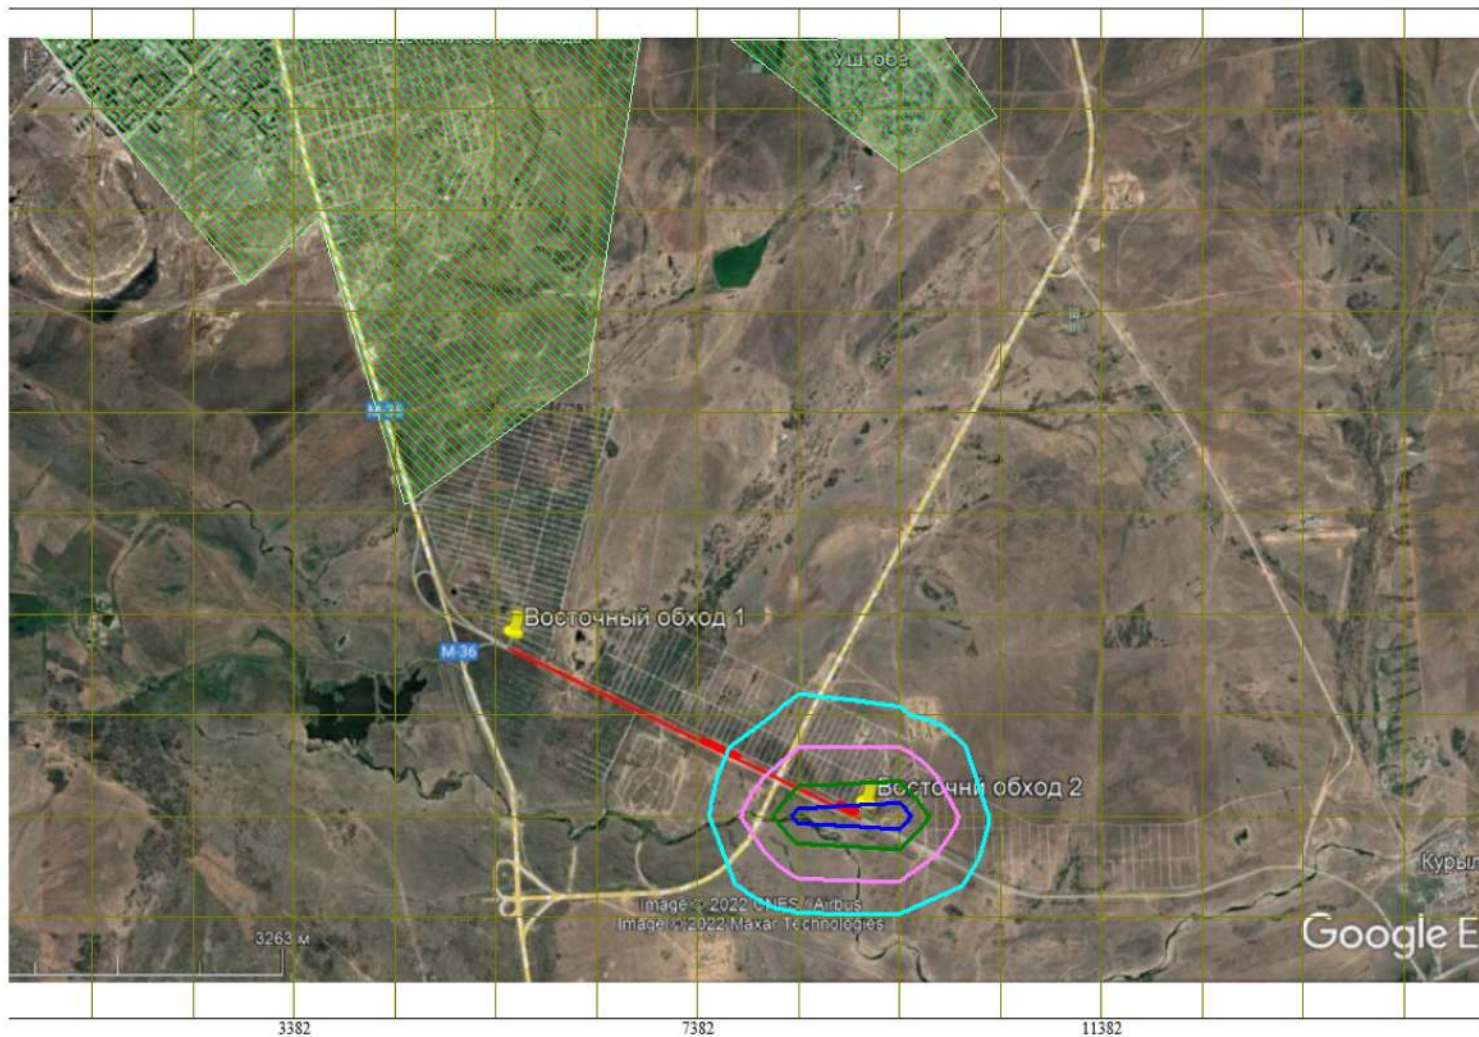 Уштобе
М-36
Восточный обход 1
М-36
Восточнй обход 2
Курыл
Image © 2022 CNES / Airbus
Image © 2022 Maxar Technologies
3263 м
Google E
3382
7382
11382